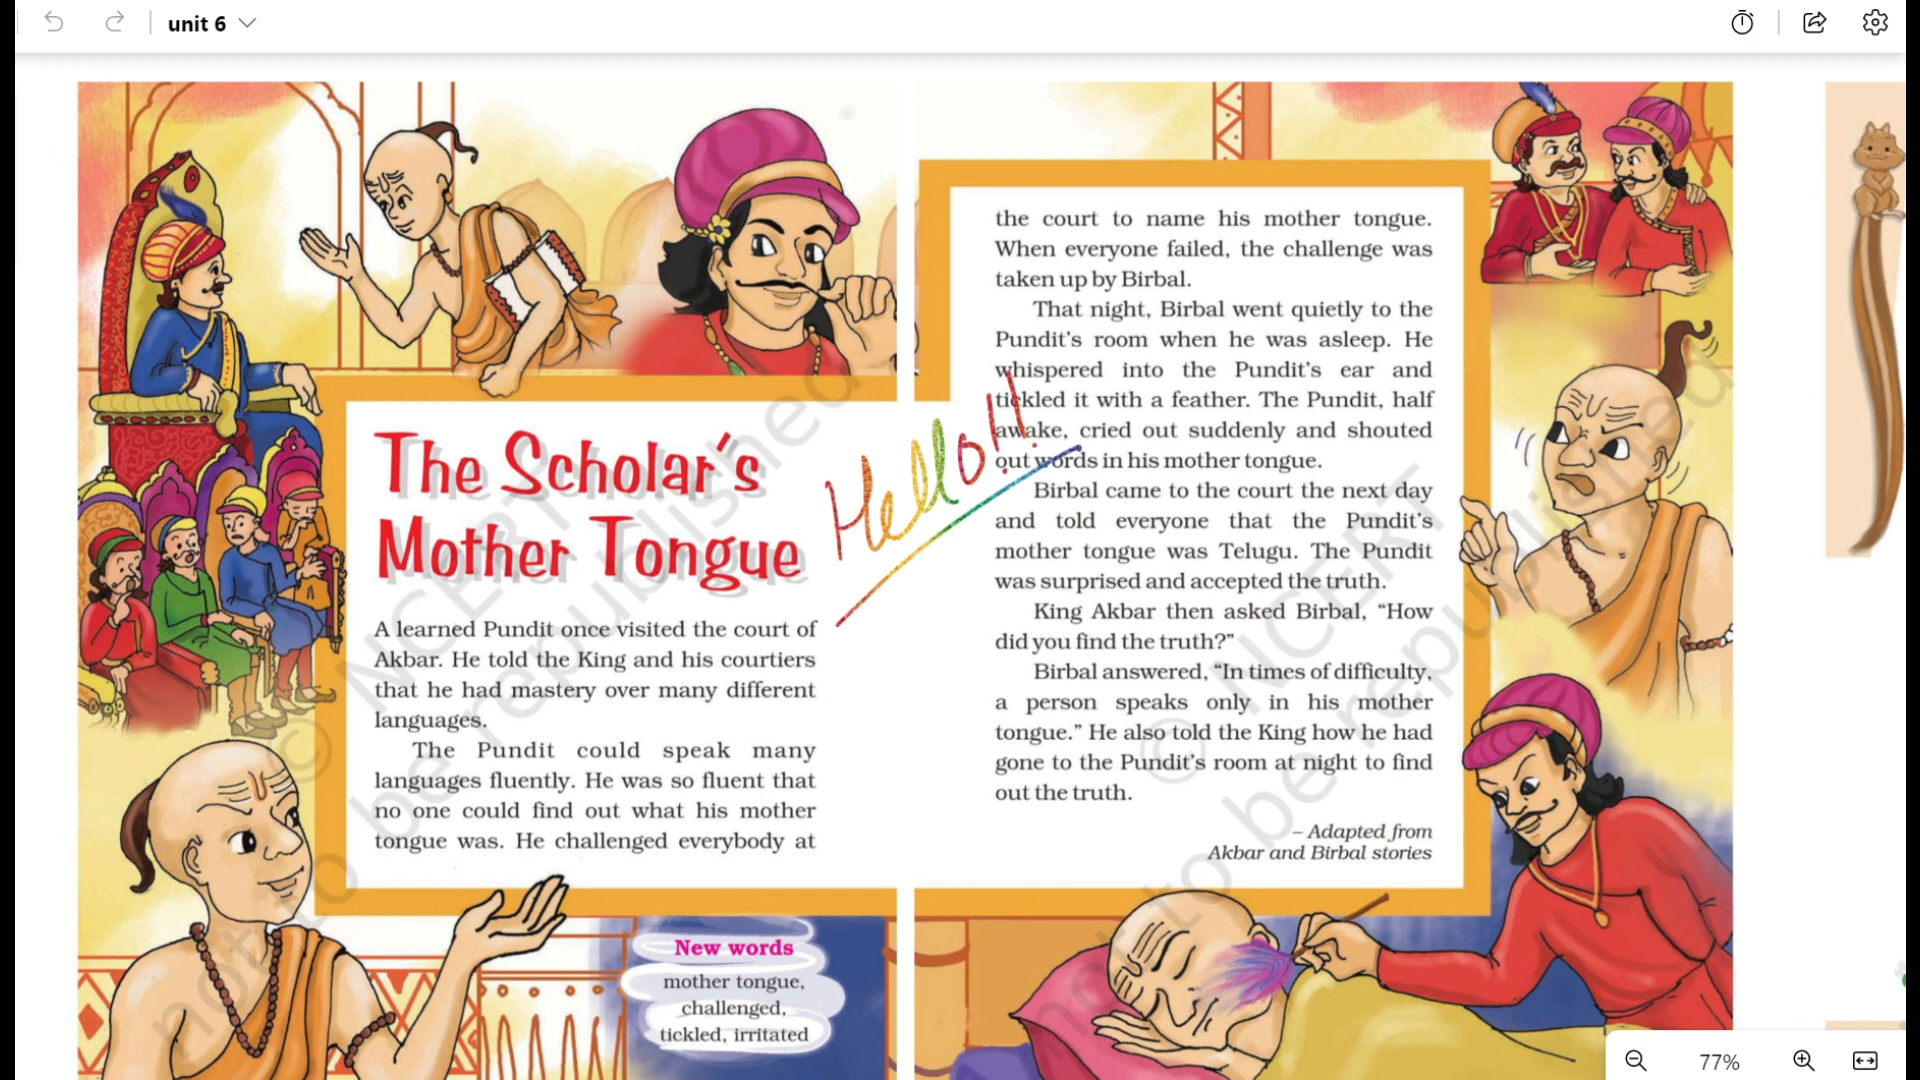 unit 6
The Scholar's
Mother Tongue
A learned Pundit once visited the court of
Akbar. He told the King and his courtiers
that he had mastery over many different
languages.
The Pundit could speak many
languages fluently. He was so fluent that
no one could find out what his mother
tongue was. He challenged everybody at
New words
mother tongue,
challenged,
tickled, irritated
Hello!!
the court to name his mother tongue.
When everyone failed, the challenge was
taken up by Birbal.
That night, Birbal went quietly to the
Pundit's room when he was asleep. He
whispered into the Pundit's ear and
tickled it with a feather. The Pundit, half
awake, cried out suddenly and shouted
out words in his mother tongue.
Birbal came to the court the next day
and told everyone that the Pundit's
mother tongue was Telugu. The Pundit
was surprised and accepted the truth.
King Akbar then asked Birbal, “How
did you find the truth?”
Birbal answered, “In times of difficulty,
a person speaks only in his mother
tongue.” He also told the King how he had
gone to the Pundit's room at night to find
out the truth.
– Adapted from
Akbar and Birbal stories
© NCERT
not to be republished
© NCERT
not to be republished
77%